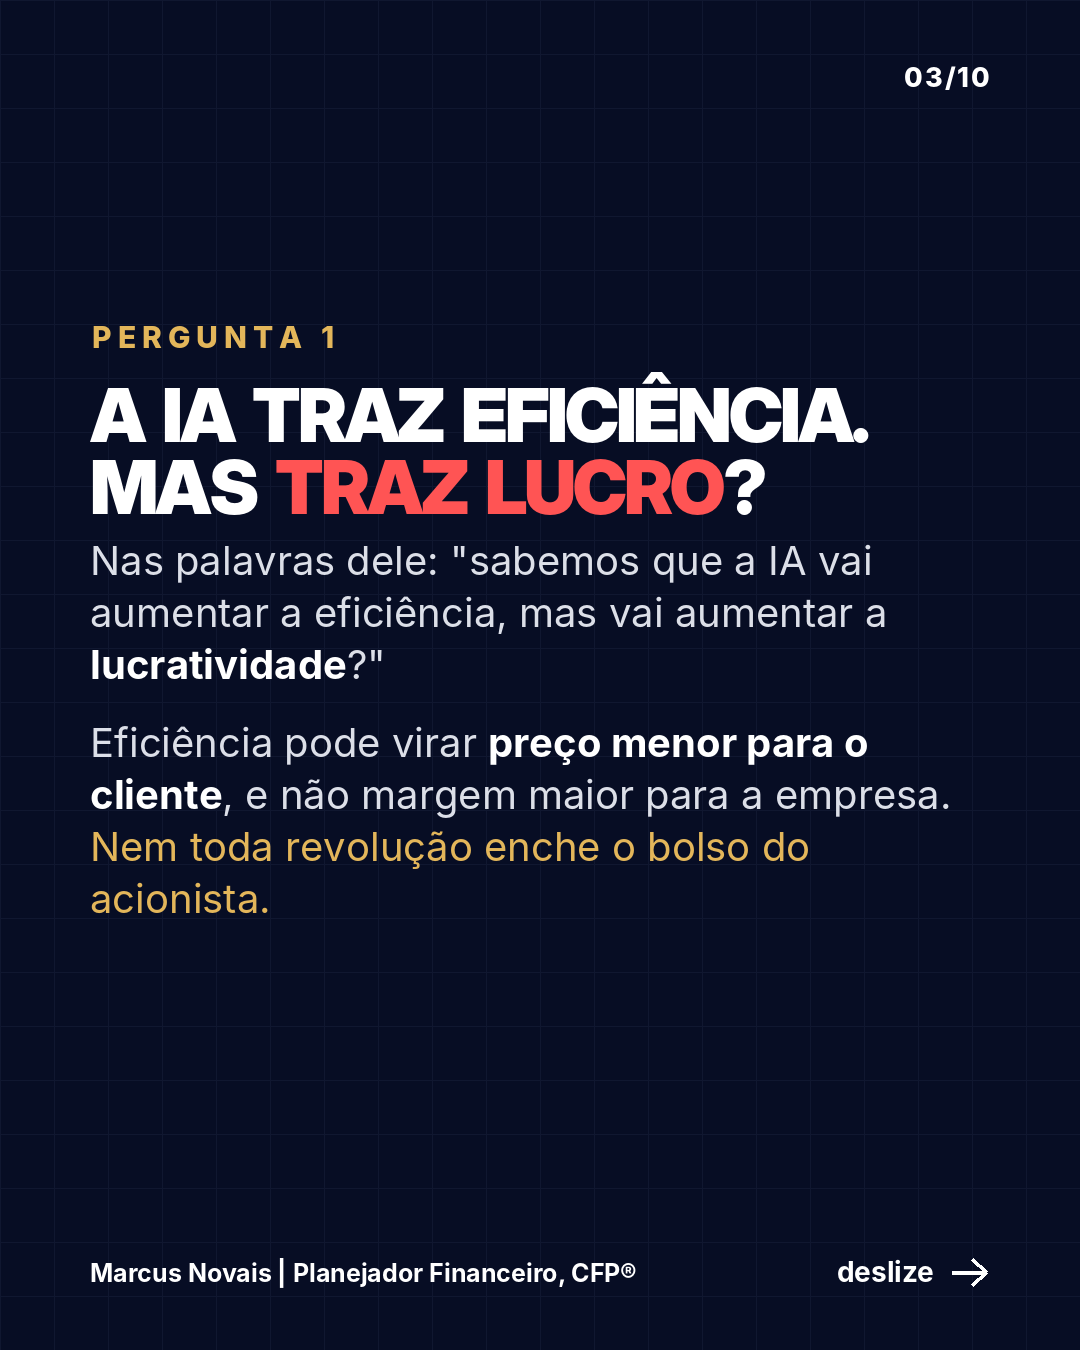 03/10
PERGUNTA 1
A IA TRAZ EFICIÊNCIA.
MAS TRAZ LUCRO?
Nas palavras dele: "sabemos que a IA vai
aumentar a eficiência, mas vai aumentar a
lucratividade?"
Eficiência pode virar preço menor para o
cliente, e não margem maior para a empresa.
Nem toda revolução enche o bolso do
acionista.
Marcus Novais | Planejador Financeiro, CFP®
deslize →